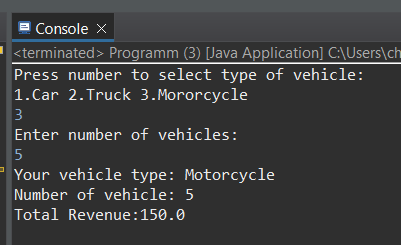 Console
<terminated> Programm (3) [Java Application] C:\Users\ch
Press number to select type of vehicle:
1.Car 2.Truck 3.Mororcycle
3
Enter number of vehicles:
5
Your vehicle type: Motorcycle
Number of vehicle: 5
Total Revenue:150.0